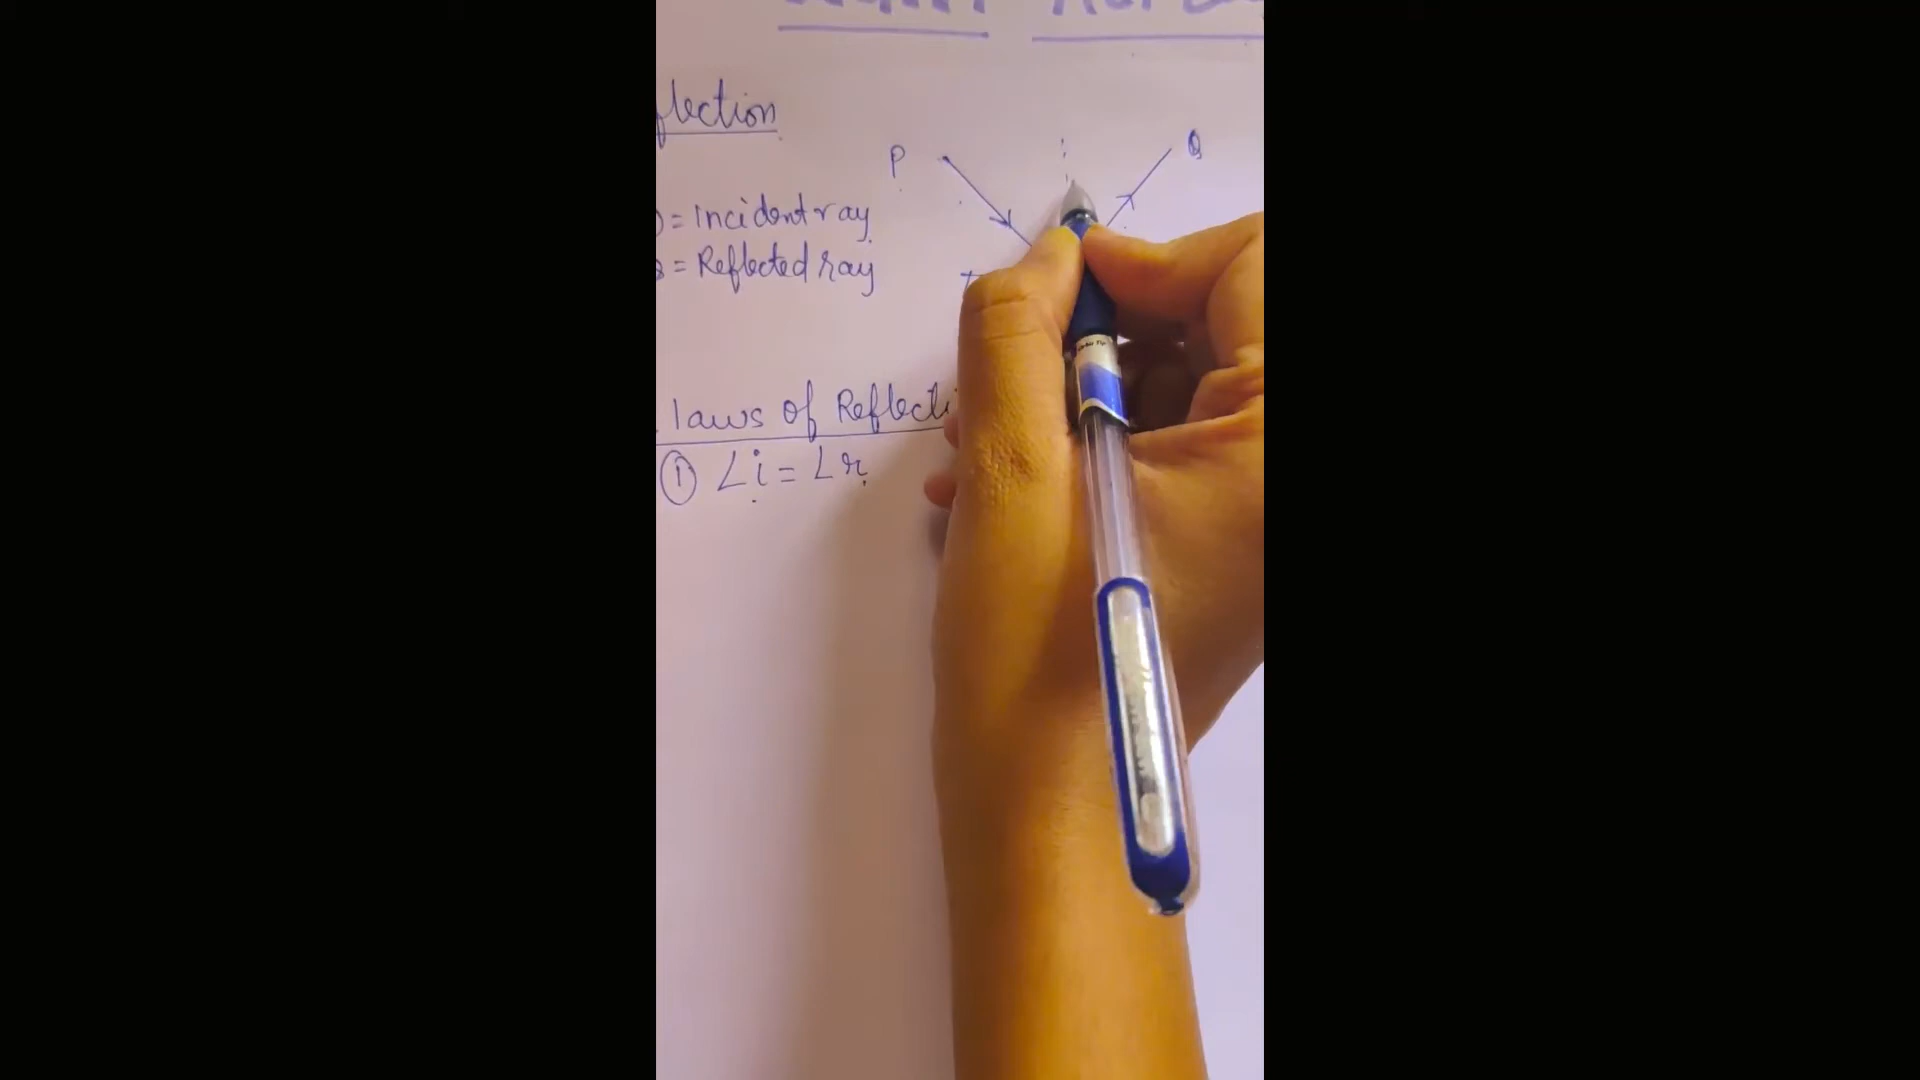 flection
P
Q
= Incident ray
= Reflected ray
laws of Reflecti
① ∠i = ∠r